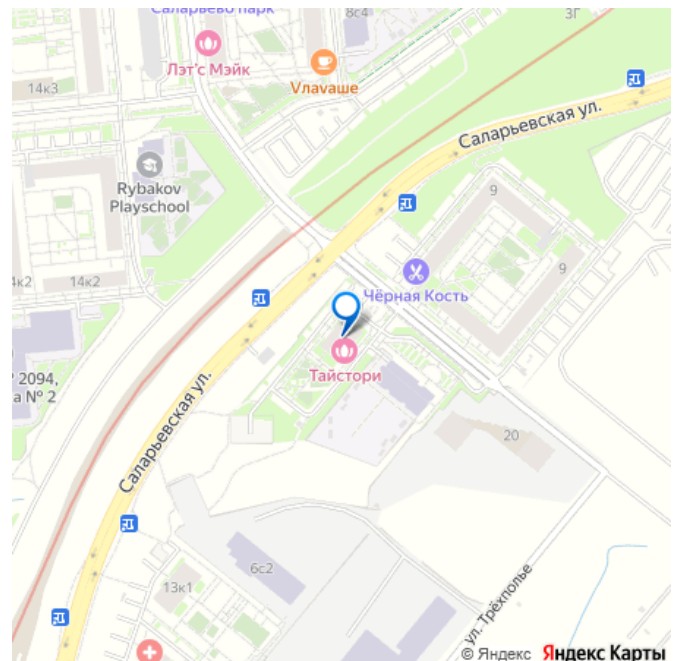 Саларьево парк
8с4
3Г
Лэт'с Мэйк
14к3
Vлаvаше
Саларьевская ул.
Rybakov
Playschool
9
Чёрная Кость
9
14к2
14к2
Тайстори
2094,
а № 2
Саларьевская ул.
20
6с2
13к1
ул. Трёхполье
© Яндекс Яндекс Карты